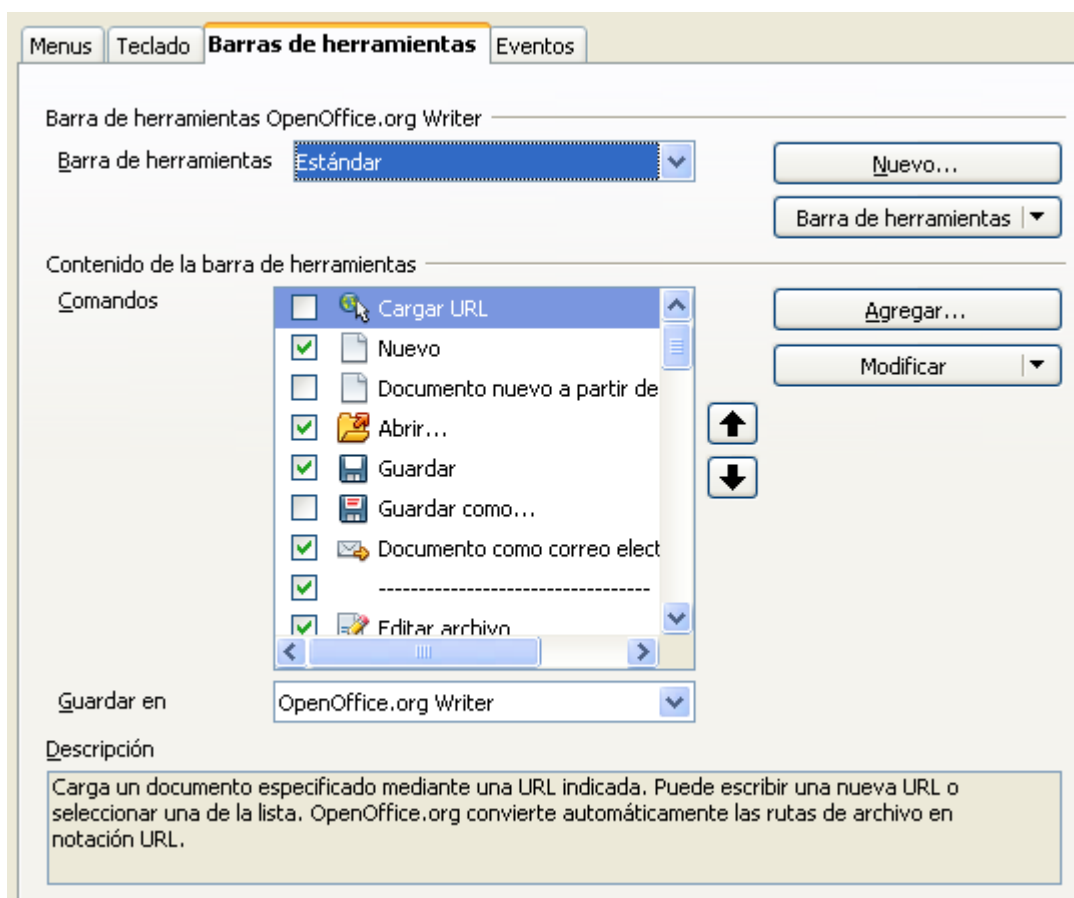 Menus Teclado Barras de herramientas Eventos
Barra de herramientas OpenOffice.org Writer
Barra de herramientas Estándar Nuevo...
Barra de herramientas
Contenido de la barra de herramientas
Comandos Cargar URL Agregar...
Nuevo
Modificar
Documento nuevo a partir de
Abrir...
Guardar
Guardar como...
Documento como correo elect
---------------------------------
Editar archivo
Guardar en OpenOffice.org Writer
Descripción
Carga un documento especificado mediante una URL indicada. Puede escribir una nueva URL o
seleccionar una de la lista. OpenOffice.org convierte automáticamente las rutas de archivo en
notación URL.